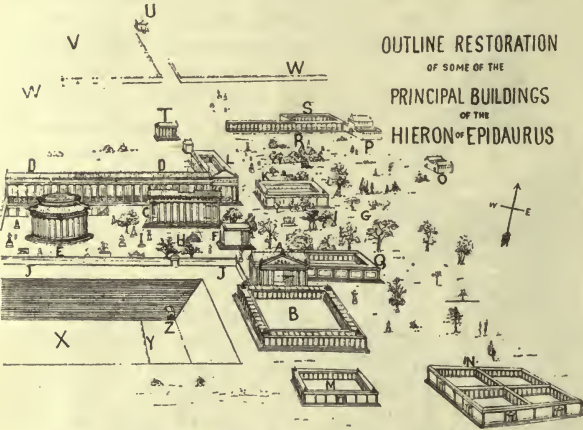 OUTLINE RESTORATION
OF SOME OF THE
PRINCIPAL BUILDINGS
OF THE
HIERON OF EPIDAURUS
U
V
W W
T S
R P
O
D D L
K
C I G
W E
E H F
A Q
J J
B
Z
X Y
M
N